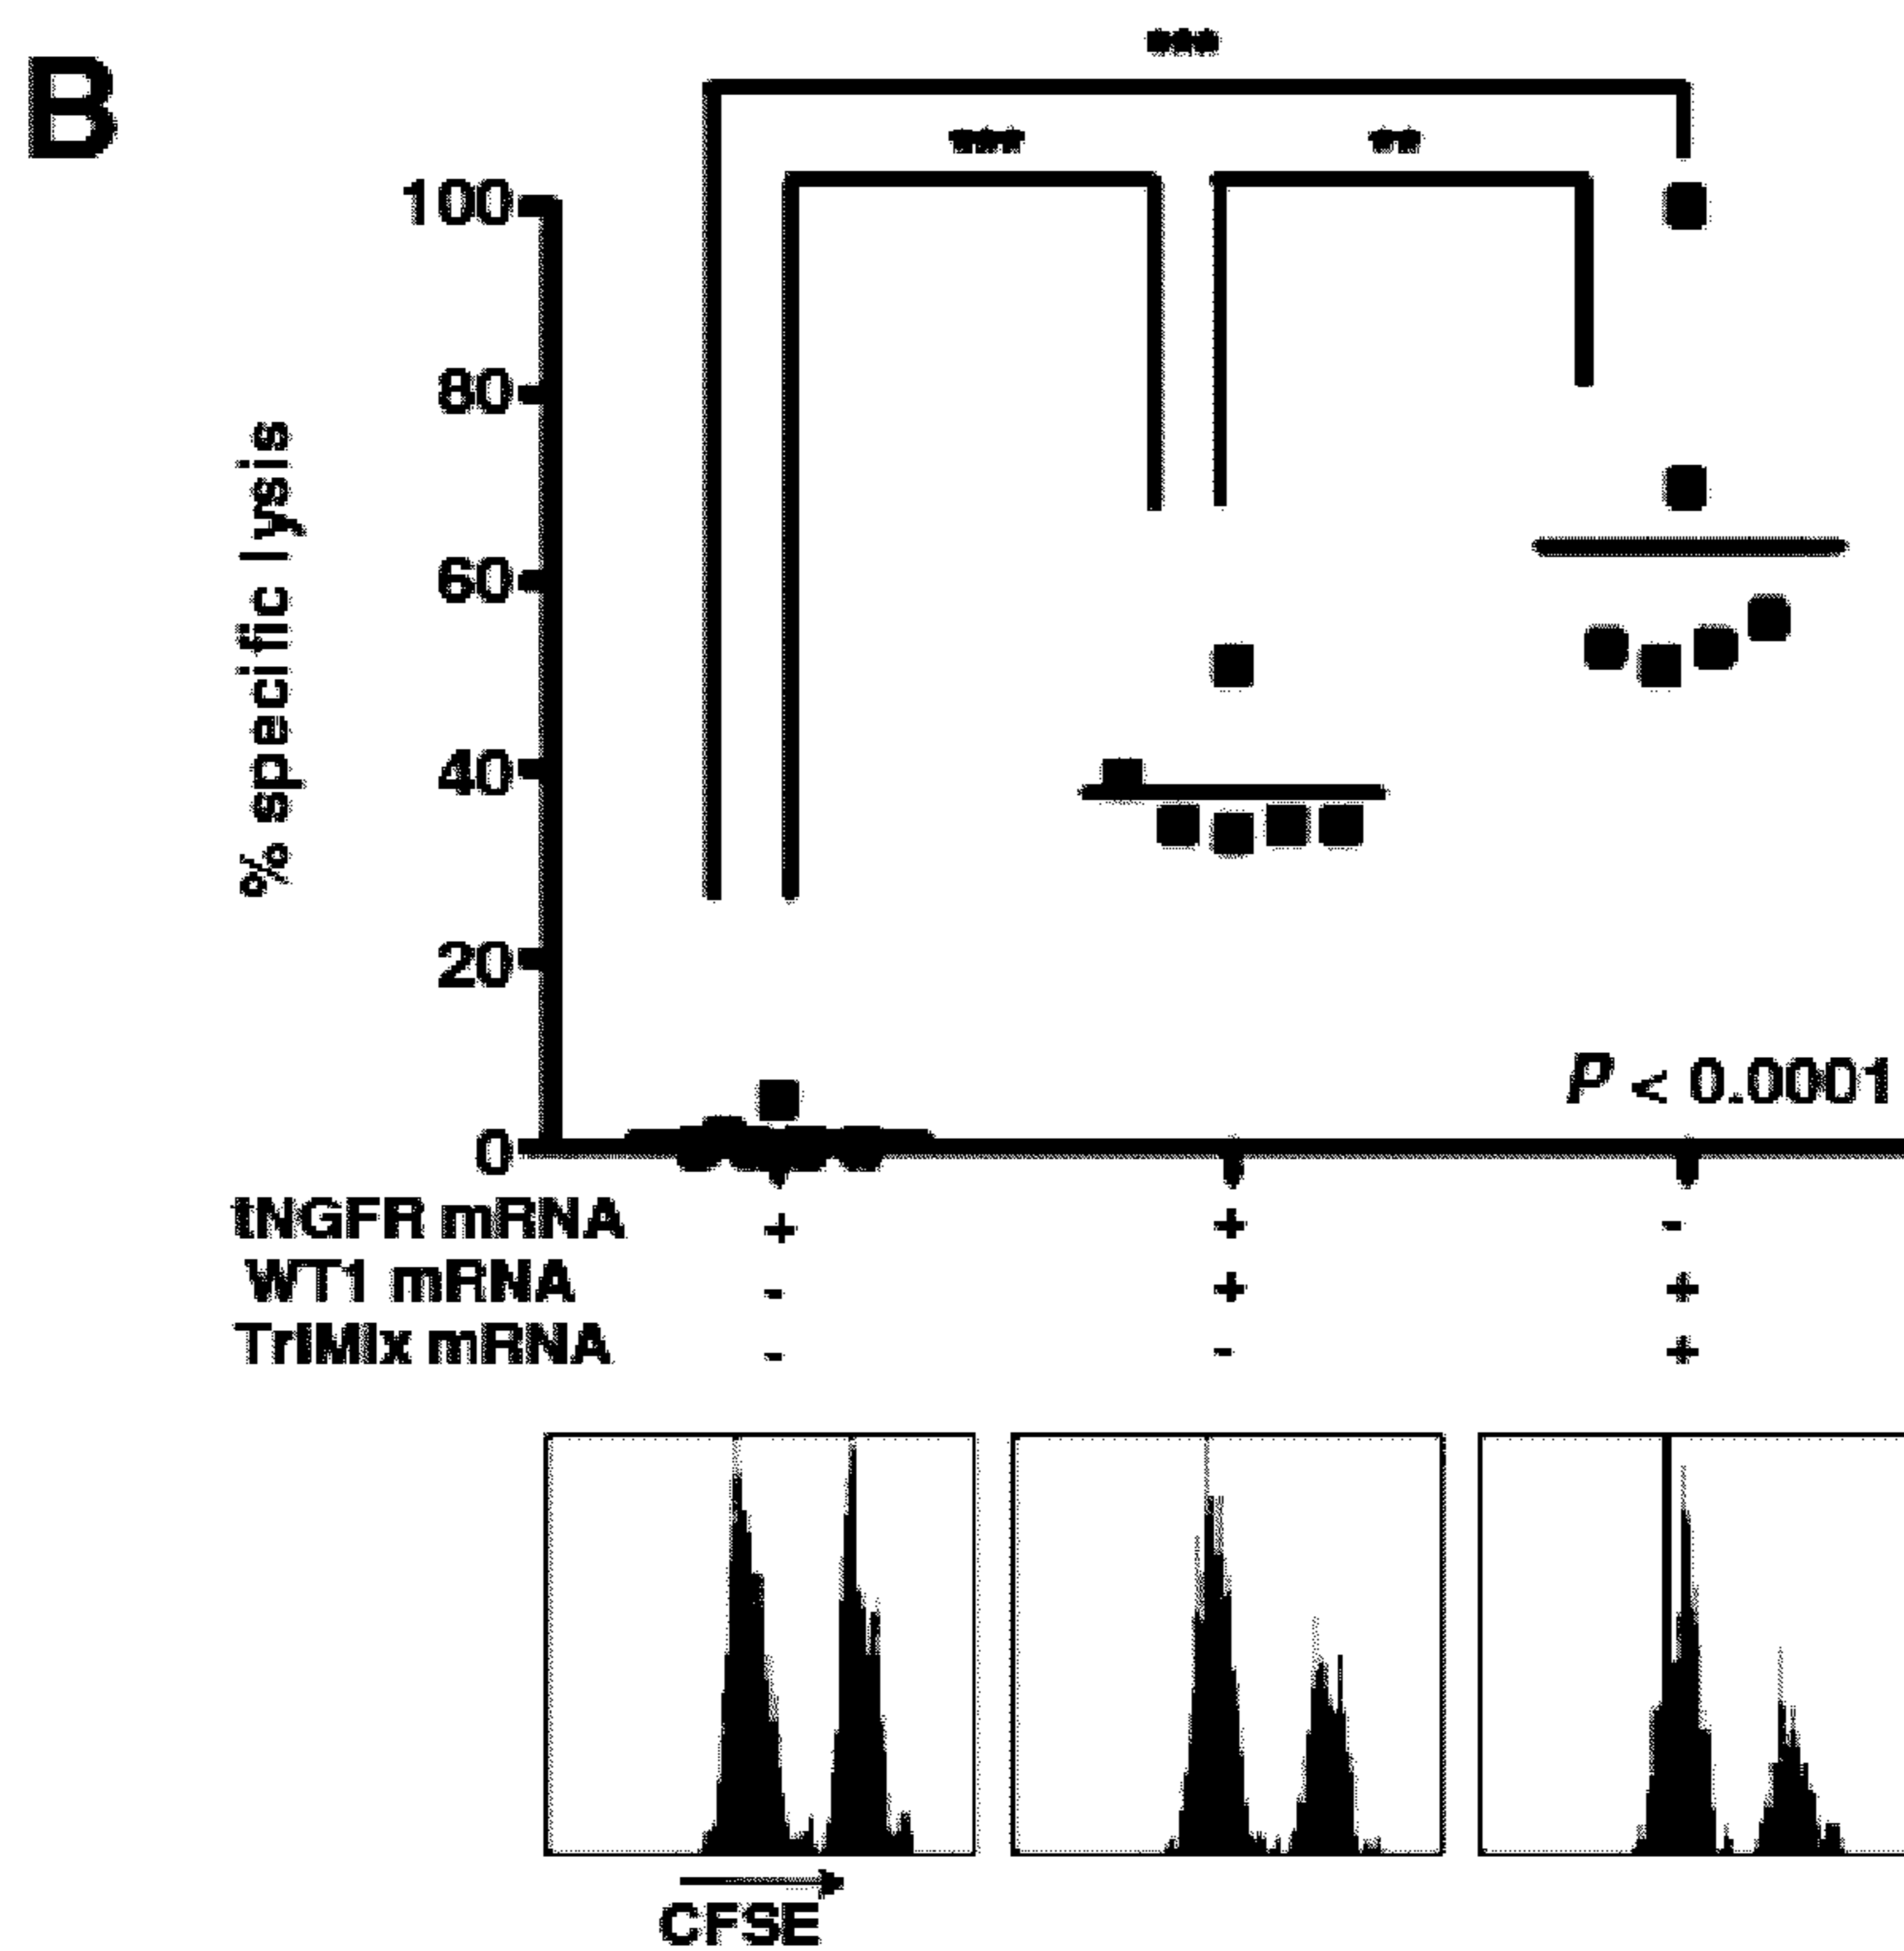 B
***
*** **
100
80
60
40
20
0
% specific lysis
P < 0.0001
tNGFR mRNA + + -
WT1 mRNA - + +
TriMix mRNA - - +
CFSE